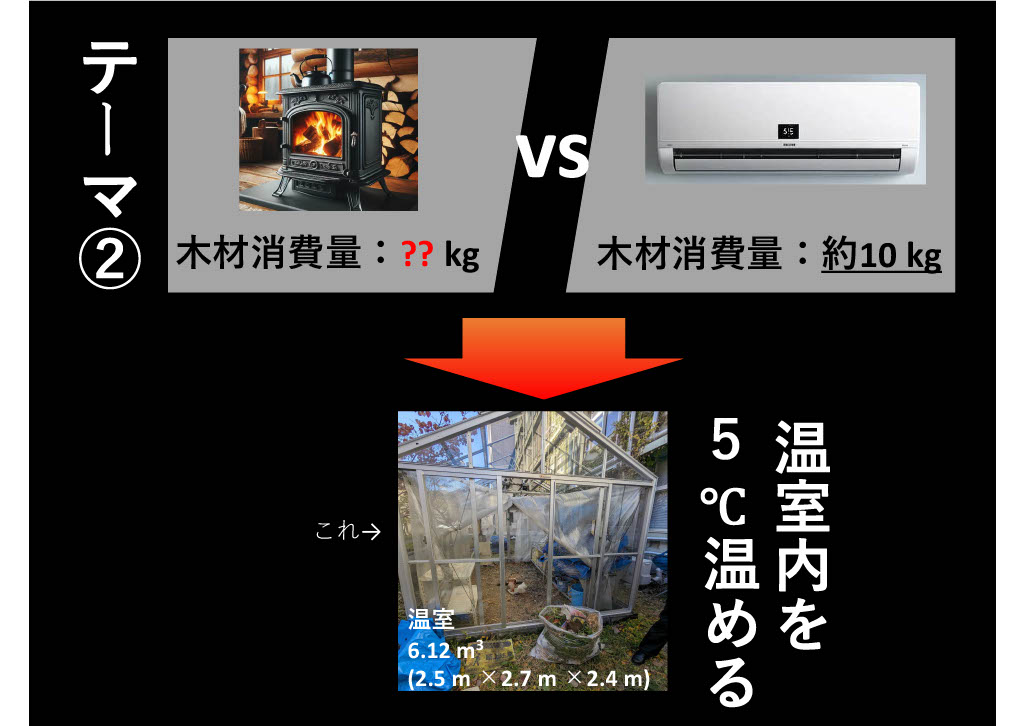 テーマ②
木材消費量：?? kg
VS
木材消費量：約10 kg
温室内を
5℃温める
これ→
温室
6.12 m³
(2.5 m ×2.7 m ×2.4 m)